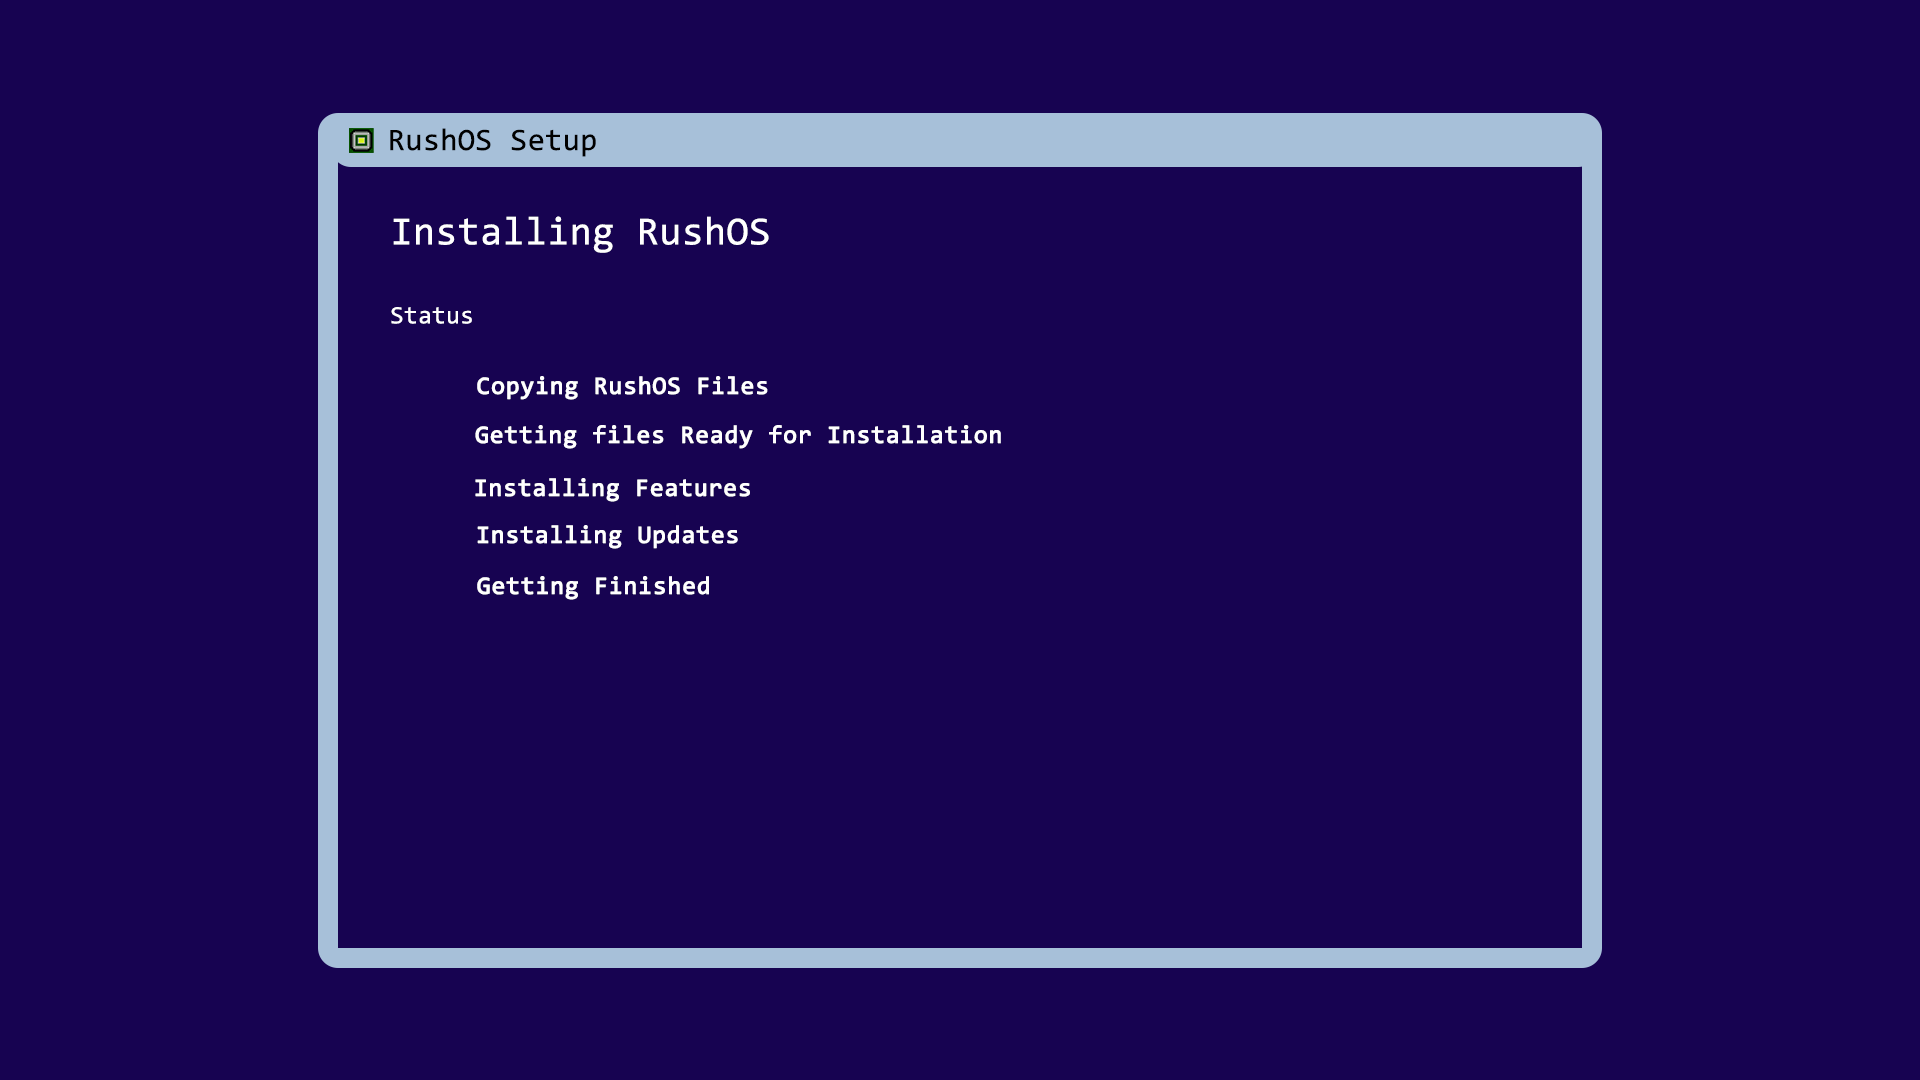 RushOS Setup
Installing RushOS
Status
Copying RushOS Files
Getting files Ready for Installation
Installing Features
Installing Updates
Getting Finished